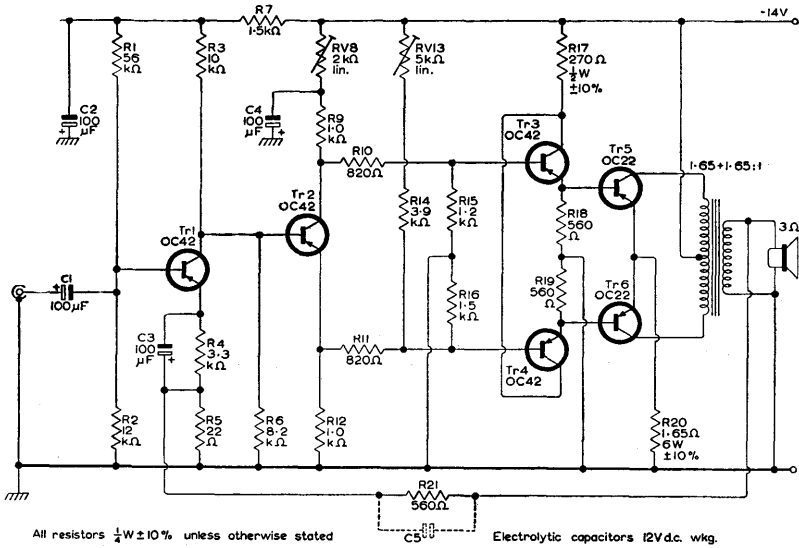 R7
1·5kΩ
-14V
R1
56
kΩ
R3
10
kΩ
RV8
2kΩ
lin.
RV13
5kΩ
lin.
R17
270Ω
½W
±10%
C2
100
µF
+
C4
100
µF
+
R9
1·0
kΩ
Tr3
OC42
Tr5
OC22
1·65+1·65:1
R10
820Ω
Tr2
OC42
R14
3·9
kΩ
R15
1·2
kΩ
R18
560
Ω
3Ω
Tr1
OC42
C1
+
100µF
R16
1·5
kΩ
R19
560
Ω
Tr6
OC22
C3
100
µF
+
R4
3·3
kΩ
R11
820Ω
Tr4
OC42
R2
12
kΩ
R5
22
Ω
R6
8·2
kΩ
R12
1·0
kΩ
R20
1·65Ω
6W
±10%
R21
560Ω
C5
All resistors ¼W±10% unless otherwise stated
Electrolytic capacitors 12V d.c. wkg.